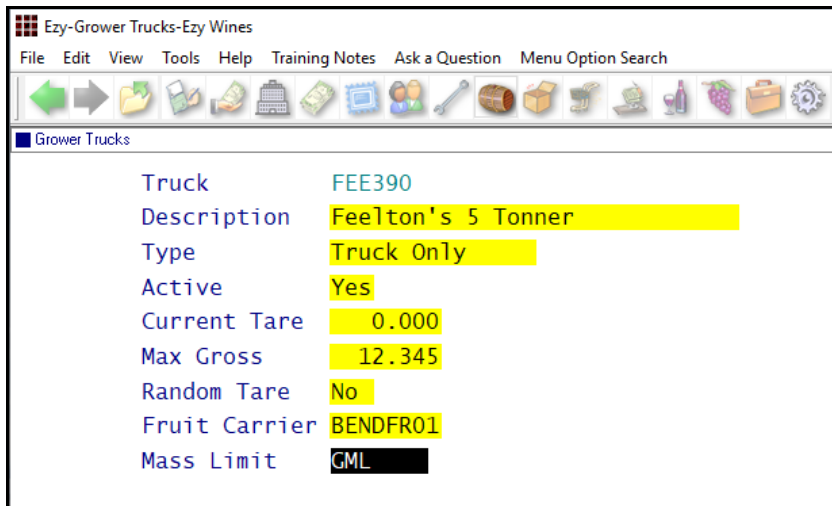 Ezy-Grower Trucks-Ezy Wines
File Edit View Tools Help Training Notes Ask a Question Menu Option Search
Grower Trucks
Truck FEE390
Description Feelton's 5 Tonner
Type Truck Only
Active Yes
Current Tare 0.000
Max Gross 12.345
Random Tare No
Fruit Carrier BENDFR01
Mass Limit GML